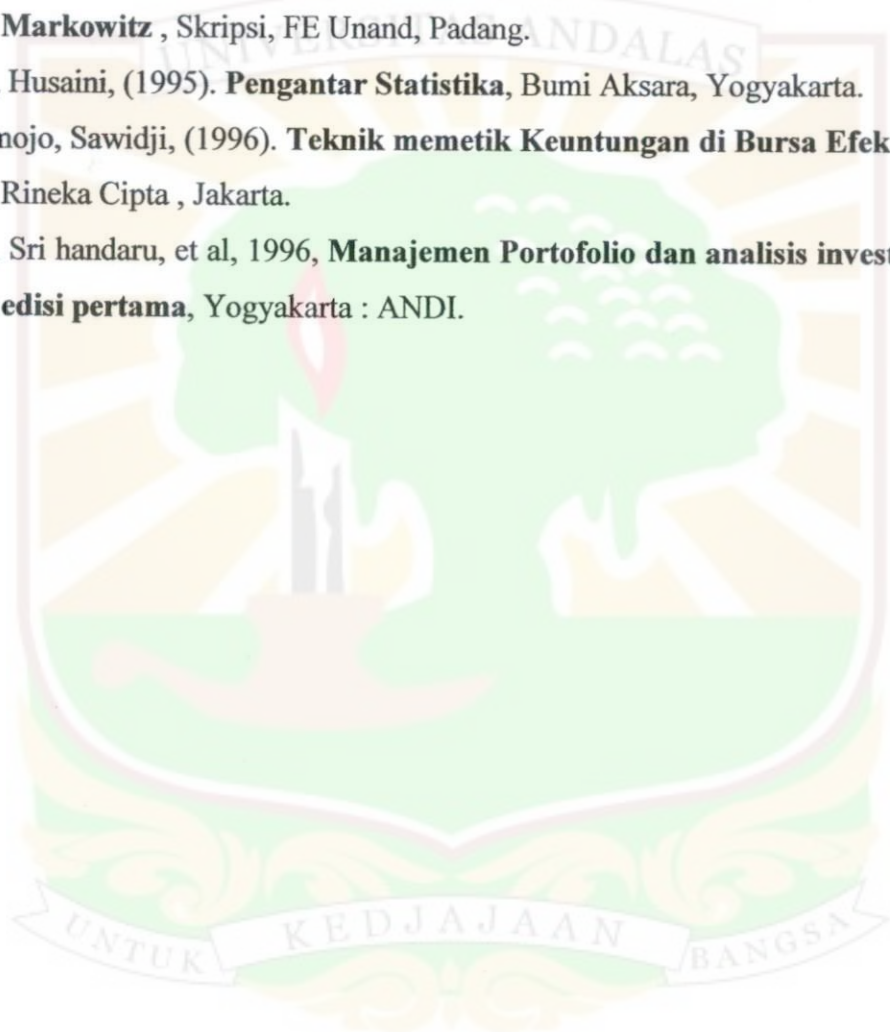 Markowitz , Skripsi, FE Unand, Padang.
Husaini, (1995). Pengantar Statistika, Bumi Aksara, Yogyakarta.
nojo, Sawidji, (1996). Teknik memetik Keuntungan di Bursa Efek
Rineka Cipta , Jakarta.
Sri handaru, et al, 1996, Manajemen Portofolio dan analisis invest
edisi pertama, Yogyakarta : ANDI.
UNIVERSITAS ANDALAS
UNTUK KEDJAJAAN BANGSA